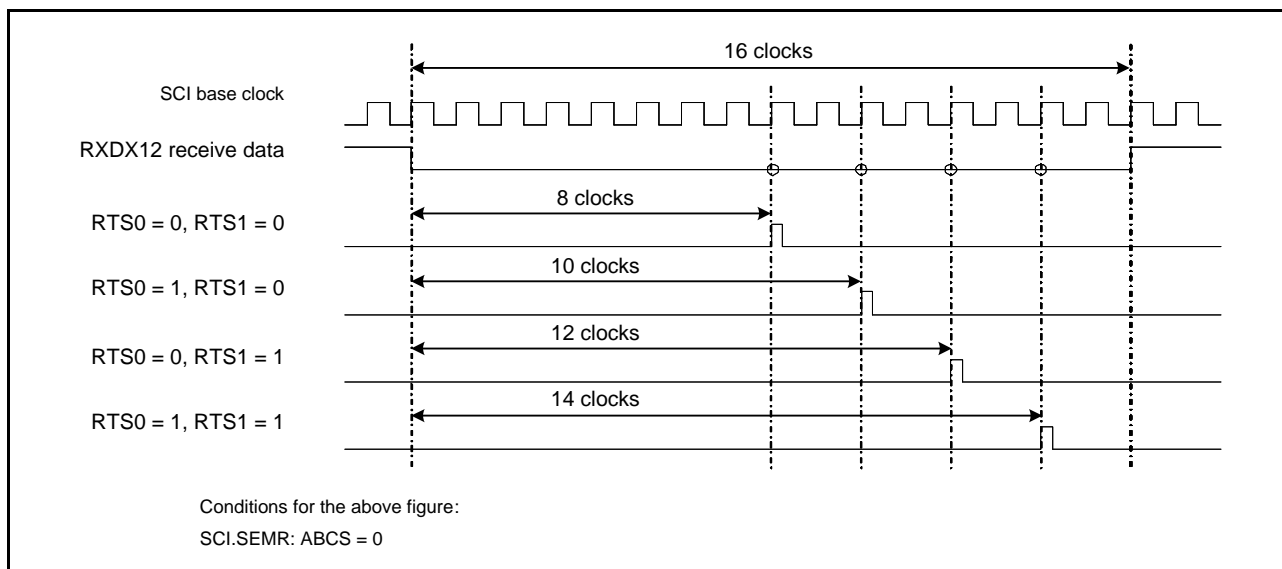 16 clocks
SCI base clock
RXDX12 receive data
8 clocks
RTS0 = 0, RTS1 = 0
10 clocks
RTS0 = 1, RTS1 = 0
12 clocks
RTS0 = 0, RTS1 = 1
14 clocks
RTS0 = 1, RTS1 = 1
Conditions for the above figure:
SCI.SEMR: ABCS = 0